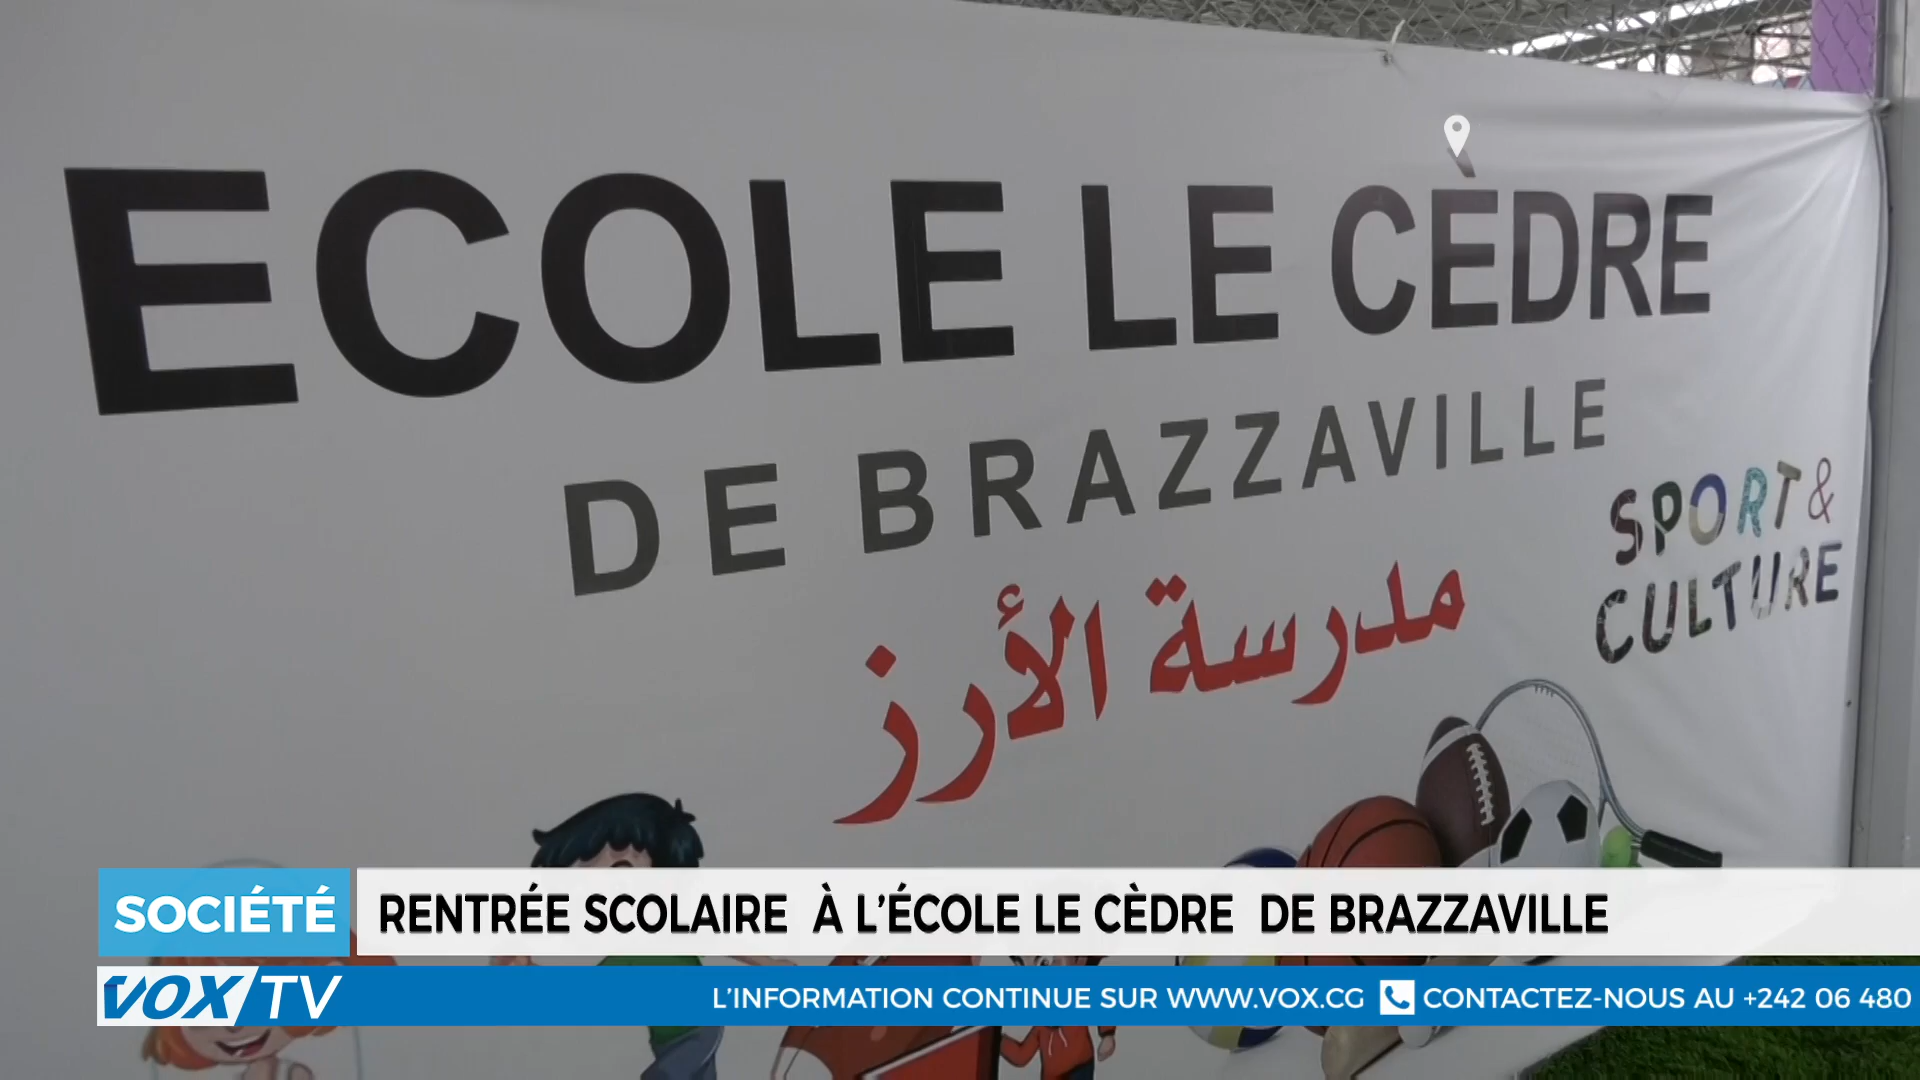 ECOLE LE CÈDRE
DE BRAZZAVILLE
مدرسة الأرز
SPORT &
CULTURE
SOCIÉTÉ
RENTRÉE SCOLAIRE À L'ÉCOLE LE CÈDRE DE BRAZZAVILLE
VOX TV
L'INFORMATION CONTINUE SUR WWW.VOX.CG CONTACTEZ-NOUS AU +242 06 480